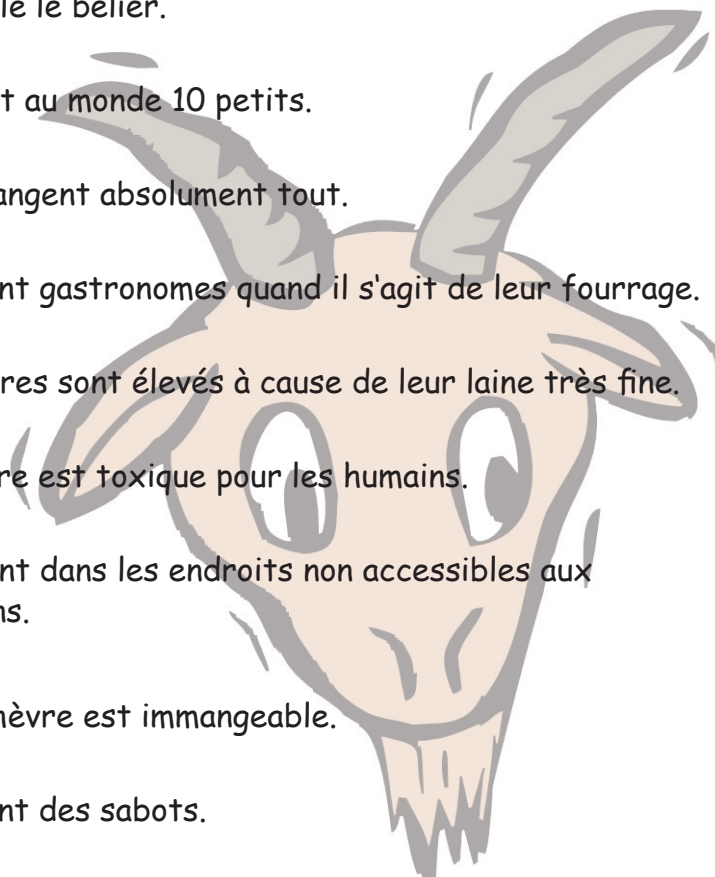 le le bélier.
t au monde 10 petits.
angent absolument tout.
nt gastronomes quand il s'agit de leur fourrage.
res sont élevés à cause de leur laine très fine.
re est toxique pour les humains.
nt dans les endroits non accessibles aux
ns.
hèvre est immangeable.
nt des sabots.